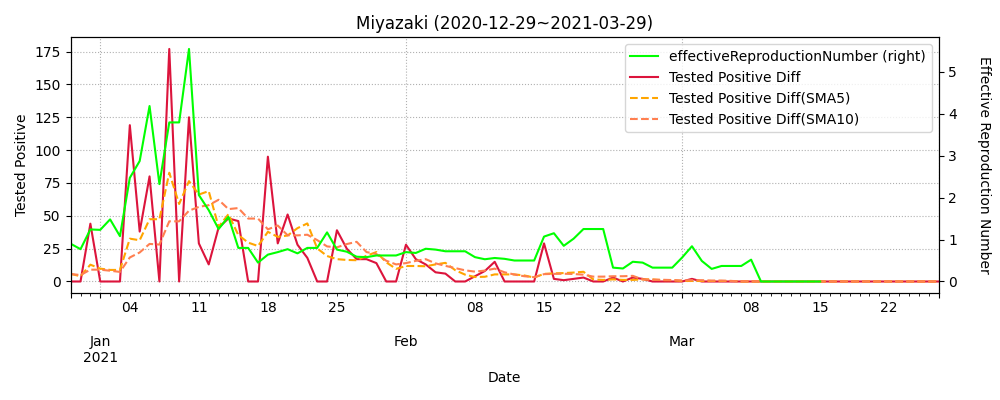 Miyazaki (2020-12-29~2021-03-29)
effectiveReproductionNumber (right)
Tested Positive Diff
Tested Positive Diff(SMA5)
Tested Positive Diff(SMA10)
Tested Positive
175
150
125
100
75
50
25
0
Effective Reproduction Number
5
4
3
2
1
0
04 11 18 25 08 15 22 08 15 22
Jan Feb Mar
2021
Date